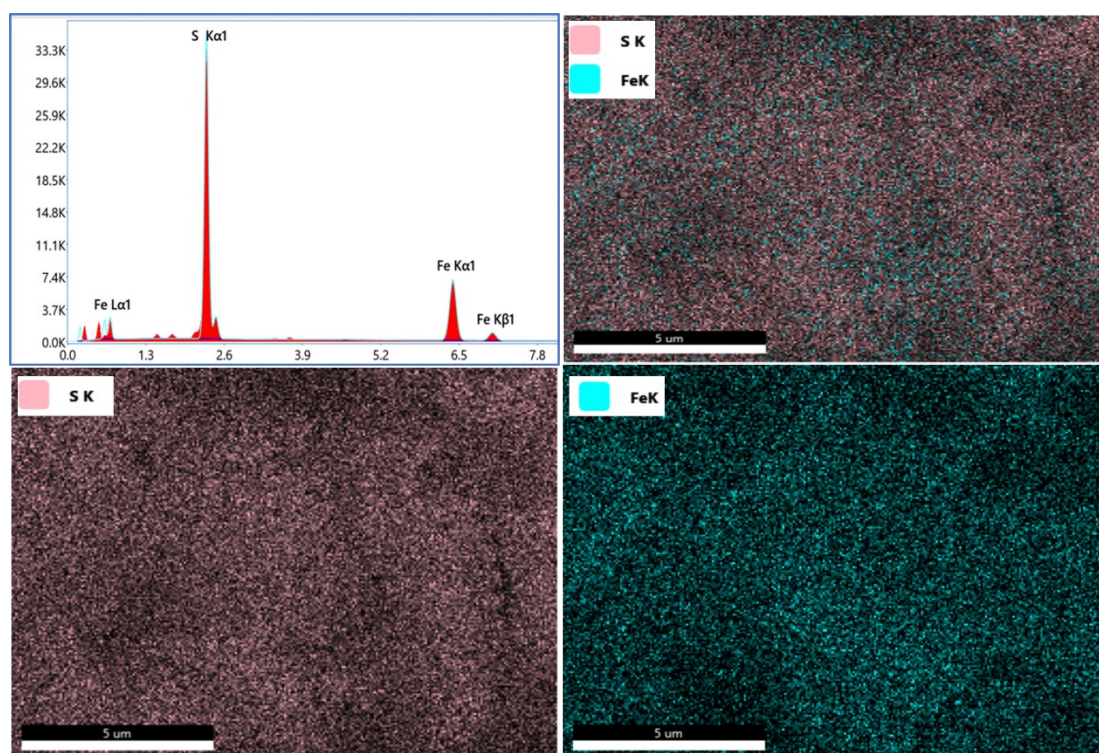 S Kα1
33.3K
29.6K
25.9K
22.2K
18.5K
14.8K
11.1K
7.4K
3.7K
0.0K
Fe Lα1
Fe Kα1
Fe Kβ1
0.0 1.3 2.6 3.9 5.2 6.5 7.8
S K
FeK
5 um
S K
5 um
FeK
5 um